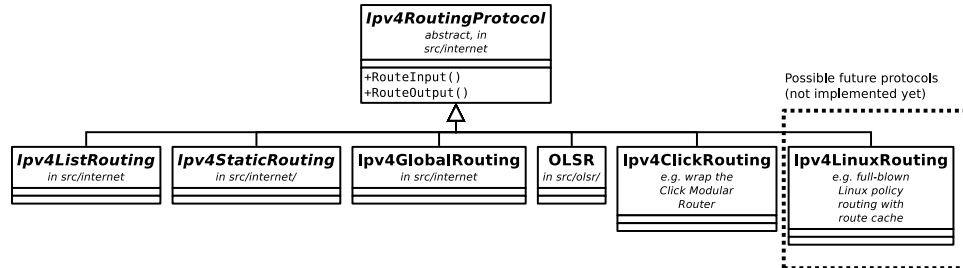 Ipv4RoutingProtocol
abstract, in
src/internet
+RouteInput()
+RouteOutput()
Possible future protocols
(not implemented yet)
Ipv4ListRouting
in src/internet
Ipv4StaticRouting
in src/internet/
Ipv4GlobalRouting
in src/internet
OLSR
in src/olsr/
Ipv4ClickRouting
e.g. wrap the
Click Modular
Router
Ipv4LinuxRouting
e.g. full-blown
Linux policy
routing with
route cache